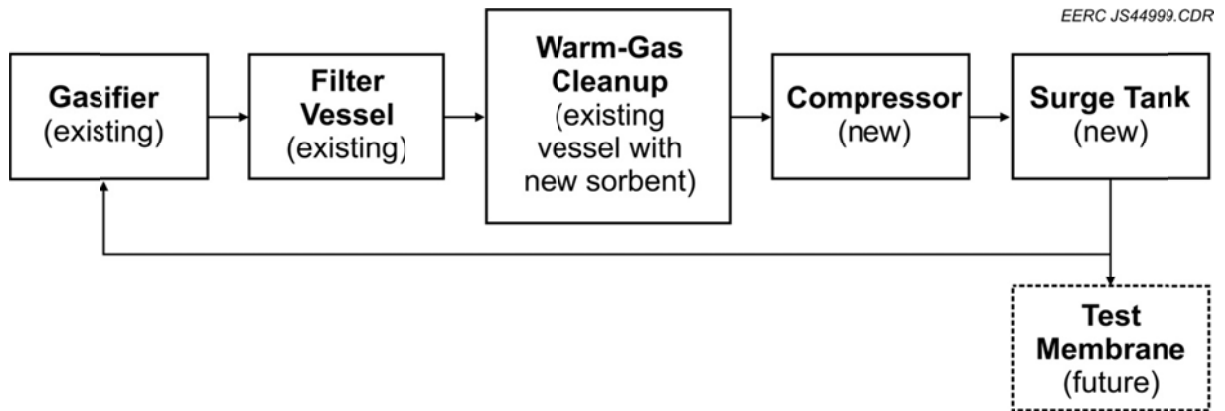 EERC JS44999.CDR
Gasifier
(existing)
Filter
Vessel
(existing)
Warm-Gas
Cleanup
(existing
vessel with
new sorbent)
Compressor
(new)
Surge Tank
(new)
Test
Membrane
(future)